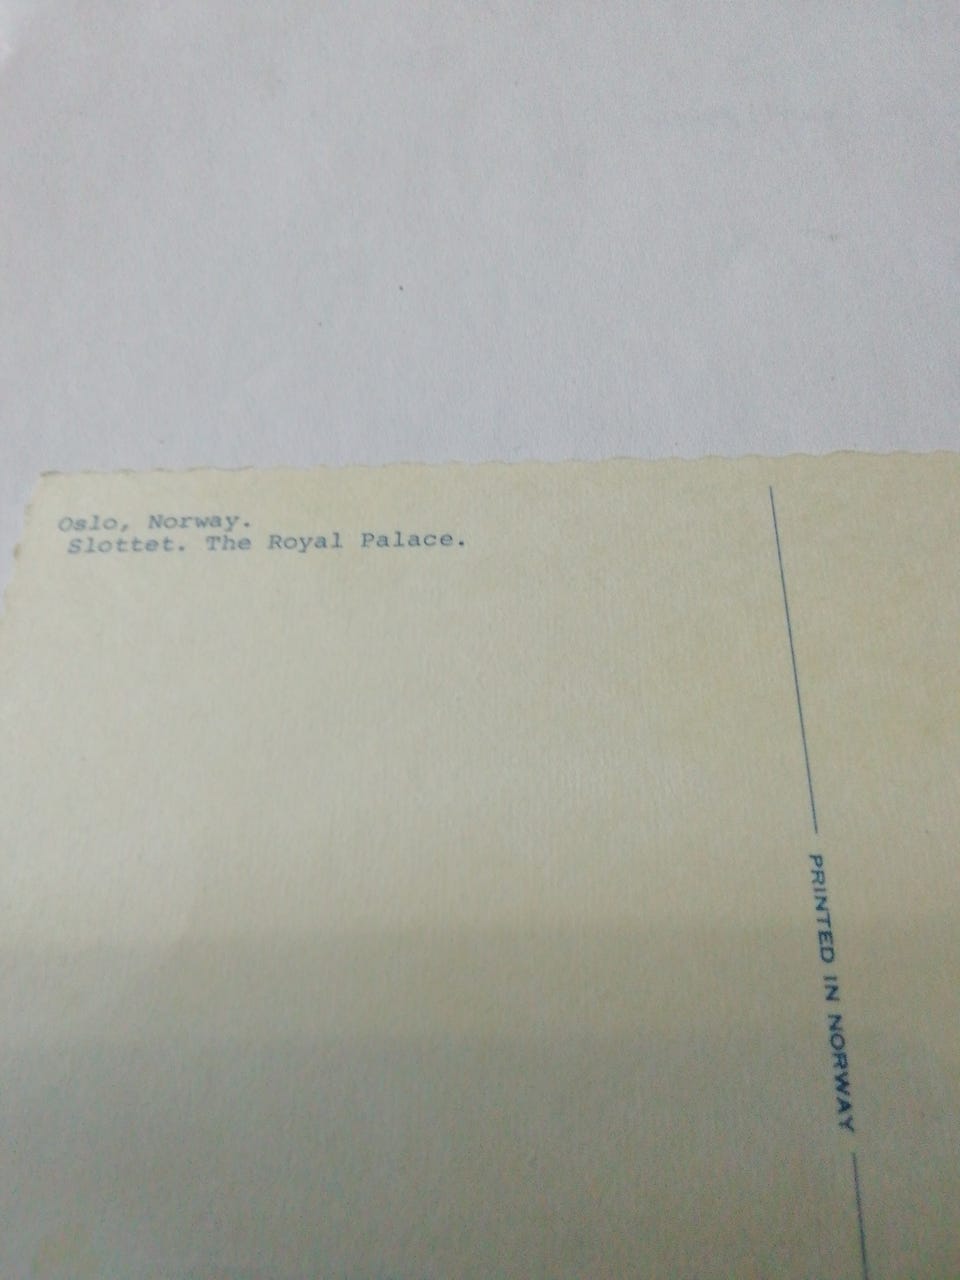 Oslo, Norway.
Slottet. The Royal Palace.
PRINTED IN NORWAY